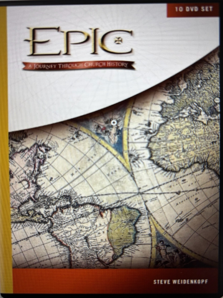 10 DVD SET
EPIC
A JOURNEY THROUGH CHURCH HISTORY
STEVE WEIDENKOPF